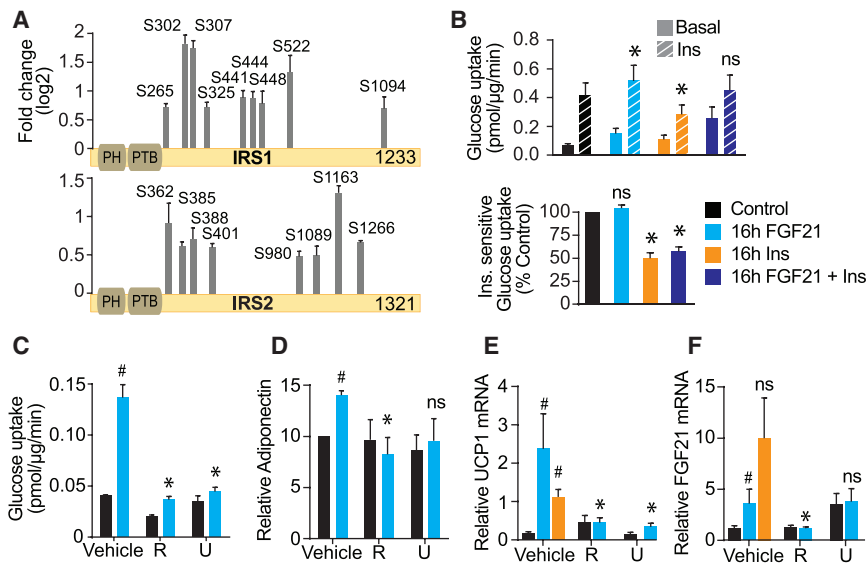 A
Fold change
(log2)
2
1.5
1
0.5
0
S302
S307
S265
S325
S444
S441
S448
S522
S1094
PH
PTB
IRS1
1233
1.5
1
0.5
0
S362
S385
S388
S401
S980
S1089
S1163
S1266
PH
PTB
IRS2
1321
B
Basal
Ins
Glucose uptake
(pmol/μg/min)
0.8
0.6
0.4
0.2
0.0
*
*
ns
Ins. sensitive
Glucose uptake
(% Control)
100
75
50
25
0
ns
*
*
Control
16h FGF21
16h Ins
16h FGF21 + Ins
C
Glucose uptake
(pmol/μg/min)
0.15
0.10
0.05
0.00
#
*
*
Vehicle R U
D
Relative Adiponectin
15
10
5
0
#
*
ns
Vehicle R U
E
Relative UCP1 mRNA
4
3
2
1
0
#
#
*
*
Vehicle R U
F
Relative FGF21 mRNA
15
10
5
0
#
ns
*
ns
Vehicle R U